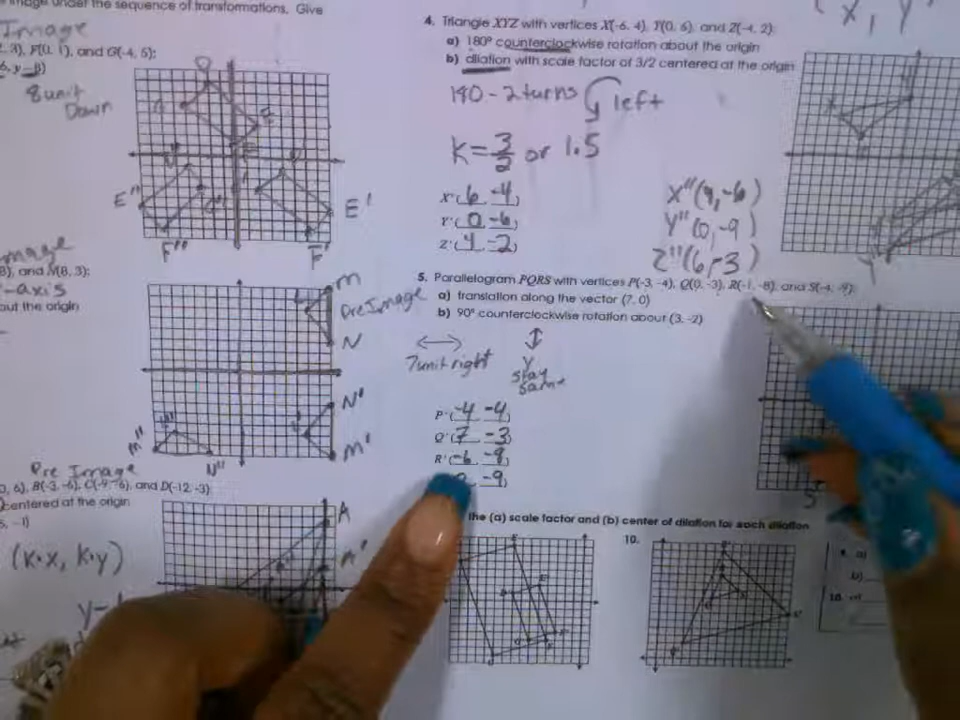 image under the sequence of transformations. Give
Image
3), F(0, 1), and G(-4, 5):
6, y-8)
8 unit
Down
E"
E'
F"
F'
8), and M(8, 3):
-axis
out the origin
m
PreImage
N
N'
M'
m"
N"
Pre Image
0, 6), B(-3, -6), C(-9, -6), and D(-12, -3)
centered at the origin
(k·x, k·y)
A
A'
4. Triangle XYZ with vertices X(-6, 4), Y(0, 6), and Z(-4, 2):
a) 180° counterclockwise rotation about the origin
b) dilation with scale factor of 3/2 centered at the origin
180 - 2 turns left
K = 3/2 or 1.5
X'(6 -4)
Y'(0 -6)
Z'(4 -2)
X"(9,-6)
Y"(0,-9)
Z"(6,-3)
(x, y
5. Parallelogram PQRS with vertices P(-3, -4), Q(0, -3), R(-1, -8), and S(-4, -9):
a) translation along the vector (7, 0)
b) 90° counterclockwise rotation about (3, -2)
7 unit right
y
stay
same
P'(-4 -4)
Q'(7 -3)
R'(-6 -8)
-9)
the (a) scale factor and (b) center of dilation for each dilation
10.
9. a)
b)
10. a)